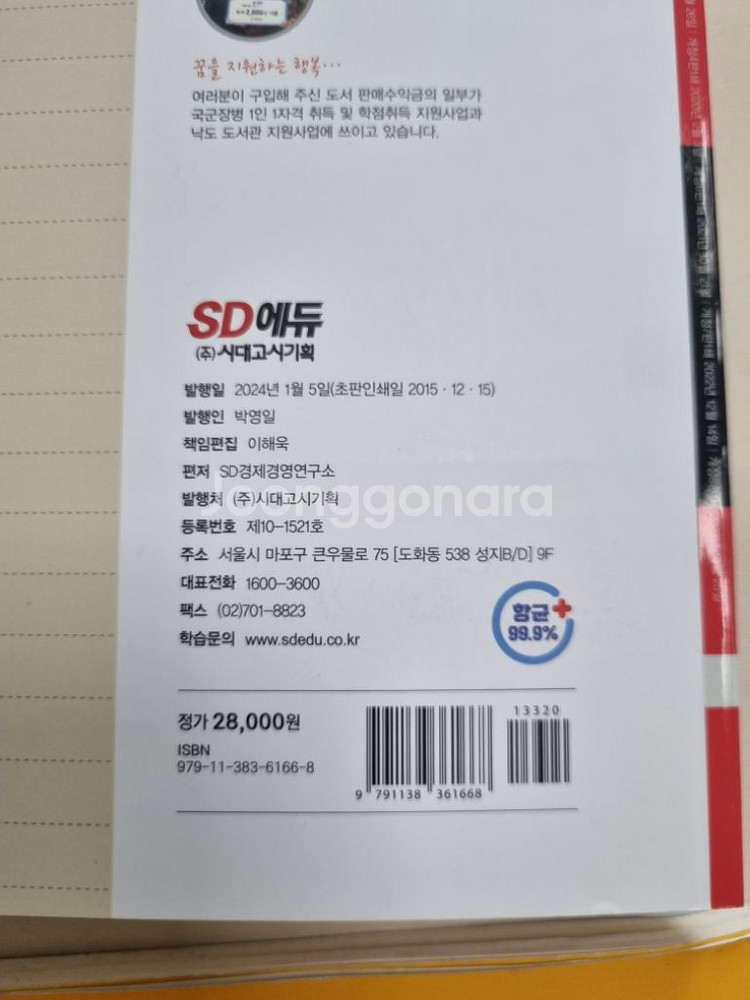 2,000
꿈을 지원하는 행복...
여러분이 구입해 주신 도서 판매수익금의 일부가
국군장병 1인 1자격 취득 및 학점취득 지원사업과
낙도 도서관 지원사업에 쓰이고 있습니다.
SD에듀
(주)시대고시기획
발행일 2024년 1월 5일(초판인쇄일 2015 · 12 · 15)
발행인 박영일
책임편집 이해욱
편저 SD경제경영연구소
발행처 (주)시대고시기획
Joonggonara
등록번호 제10-1521호
주소 서울시 마포구 큰우물로 75 [도화동 538 성지B/D] 9F
대표전화 1600-3600
팩스 (02)701-8823
학습문의 www.sdedu.co.kr
항균+
99.9%
정가 28,000원
ISBN
979-11-383-6166-8
13320
9 791138 361668